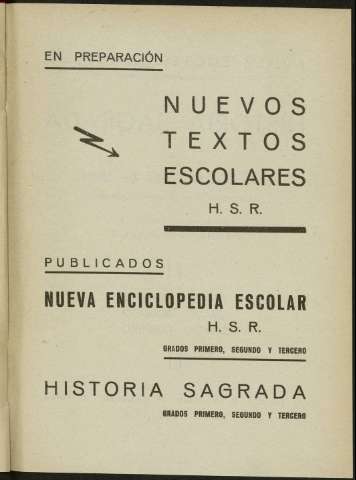 EN PREPARACIÓN
NUEVOS
TEXTOS
ESCOLARES
H. S. R.
PUBLICADOS
NUEVA ENCICLOPEDIA ESCOLAR
H. S. R.
GRADOS PRIMERO, SEGUNDO Y TERCERO
HISTORIA SAGRADA
GRADOS PRIMERO, SEGUNDO Y TERCERO